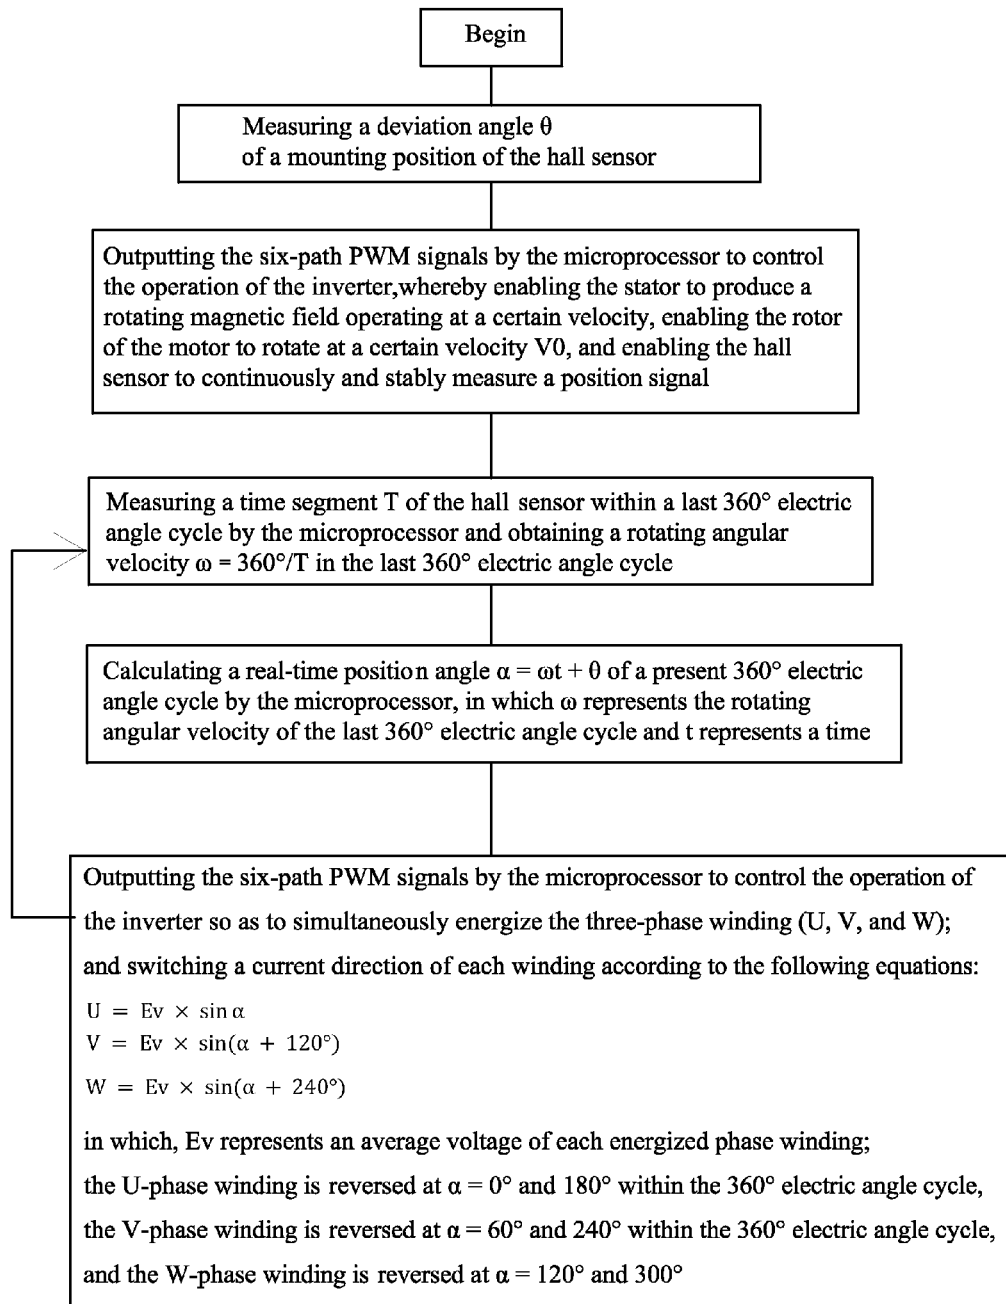 Begin
Measuring a deviation angle θ
of a mounting position of the hall sensor
Outputting the six-path PWM signals by the microprocessor to control
the operation of the inverter,whereby enabling the stator to produce a
rotating magnetic field operating at a certain velocity, enabling the rotor
of the motor to rotate at a certain velocity V0, and enabling the hall
sensor to continuously and stably measure a position signal
Measuring a time segment T of the hall sensor within a last 360° electric
angle cycle by the microprocessor and obtaining a rotating angular
velocity ω = 360°/T in the last 360° electric angle cycle
Calculating a real-time position angle α = ωt + θ of a present 360° electric
angle cycle by the microprocessor, in which ω represents the rotating
angular velocity of the last 360° electric angle cycle and t represents a time
Outputting the six-path PWM signals by the microprocessor to control the operation of
the inverter so as to simultaneously energize the three-phase winding (U, V, and W);
and switching a current direction of each winding according to the following equations:
U = Ev × sin α
V = Ev × sin(α + 120°)
W = Ev × sin(α + 240°)
in which, Ev represents an average voltage of each energized phase winding;
the U-phase winding is reversed at α = 0° and 180° within the 360° electric angle cycle,
the V-phase winding is reversed at α = 60° and 240° within the 360° electric angle cycle,
and the W-phase winding is reversed at α = 120° and 300°